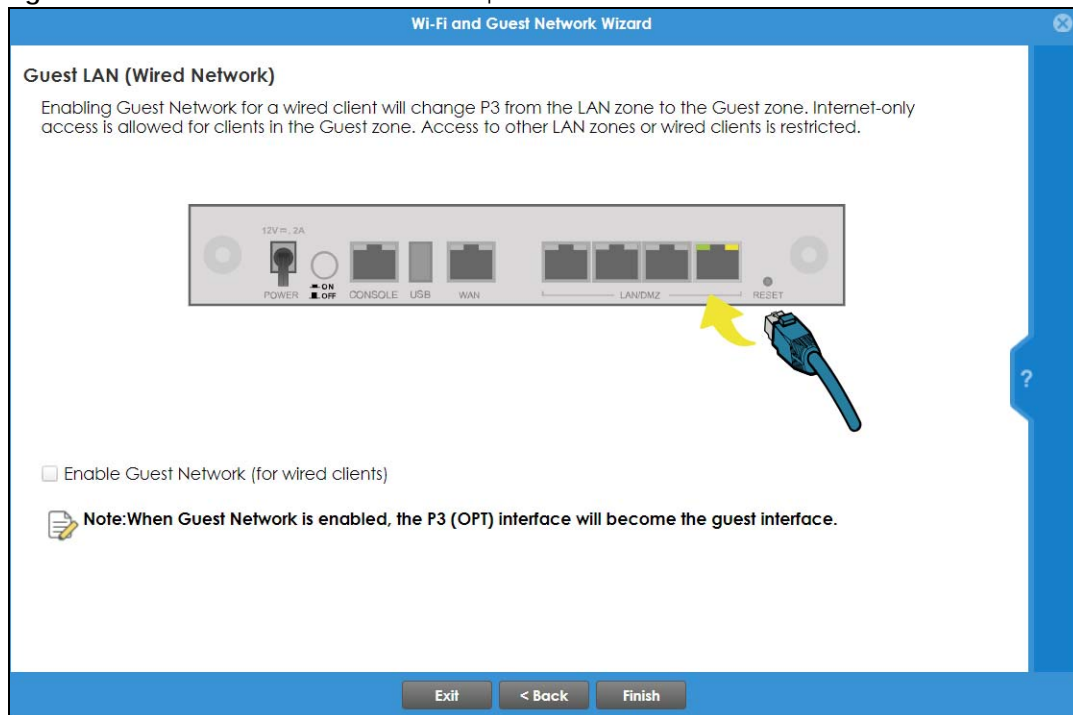 Wi-Fi and Guest Network Wizard
Guest LAN (Wired Network)
Enabling Guest Network for a wired client will change P3 from the LAN zone to the Guest zone. Internet-only
access is allowed for clients in the Guest zone. Access to other LAN zones or wired clients is restricted.
12V⎓, 2A
POWER
ON
OFF
CONSOLE
USB
WAN
LAN/DMZ
RESET
?
Enable Guest Network (for wired clients)
Note:When Guest Network is enabled, the P3 (OPT) interface will become the guest interface.
Exit
< Back
Finish